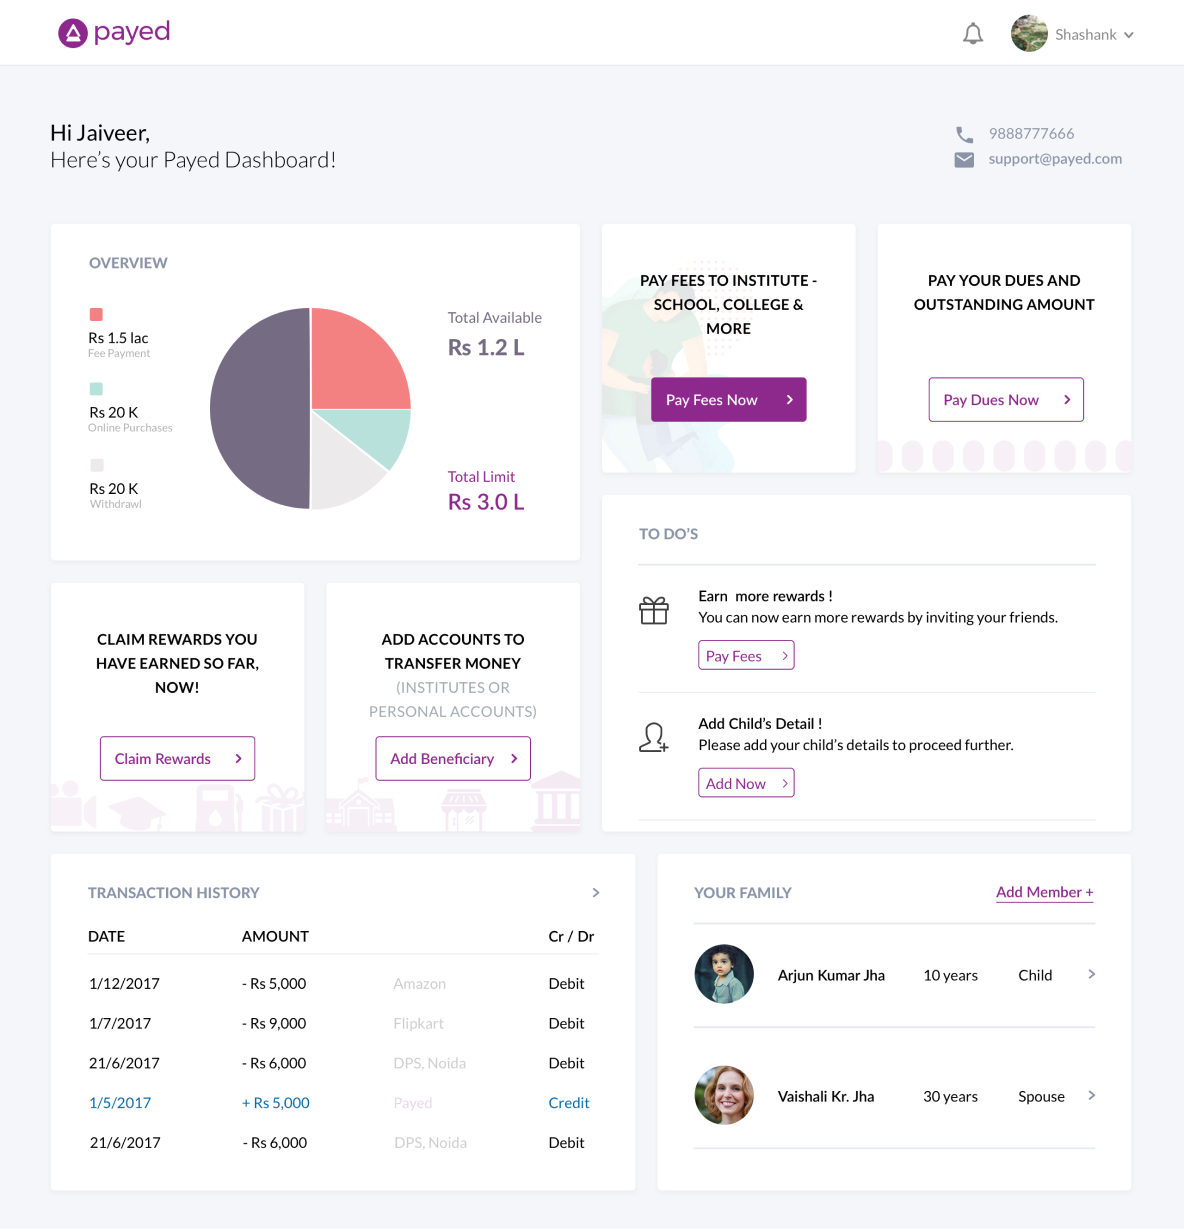 payed
Shashank
Hi Jaiveer,
Here's your Payed Dashboard!
9888777666
support@payed.com
OVERVIEW
Rs 1.5 lac
Fee Payment
Rs 20 K
Online Purchases
Rs 20 K
Withdrawl
Total Available
Rs 1.2 L
Total Limit
Rs 3.0 L
PAY FEES TO INSTITUTE -
SCHOOL, COLLEGE &
MORE
Pay Fees Now
PAY YOUR DUES AND
OUTSTANDING AMOUNT
Pay Dues Now
CLAIM REWARDS YOU
HAVE EARNED SO FAR,
NOW!
Claim Rewards
ADD ACCOUNTS TO
TRANSFER MONEY
(INSTITUTES OR
PERSONAL ACCOUNTS)
Add Beneficiary
TO DO'S
Earn more rewards !
You can now earn more rewards by inviting your friends.
Pay Fees
Add Child's Detail !
Please add your child's details to proceed further.
Add Now
TRANSACTION HISTORY
DATE AMOUNT Cr / Dr
1/12/2017 - Rs 5,000 Amazon Debit
1/7/2017 - Rs 9,000 Flipkart Debit
21/6/2017 - Rs 6,000 DPS, Noida Debit
1/5/2017 + Rs 5,000 Payed Credit
21/6/2017 - Rs 6,000 DPS, Noida Debit
YOUR FAMILY
Add Member +
Arjun Kumar Jha 10 years Child
Vaishali Kr. Jha 30 years Spouse